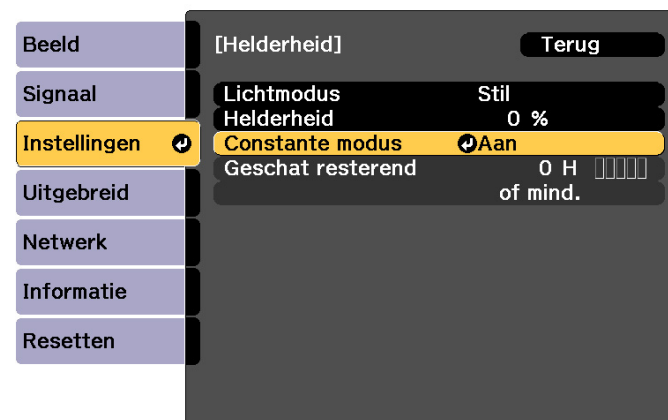 Beeld
Signaal
Instellingen
Uitgebreid
Netwerk
Informatie
Resetten
[Helderheid] Terug
Lichtmodus Stil
Helderheid 0 %
Constante modus Aan
Geschat resterend 0 H
of mind.